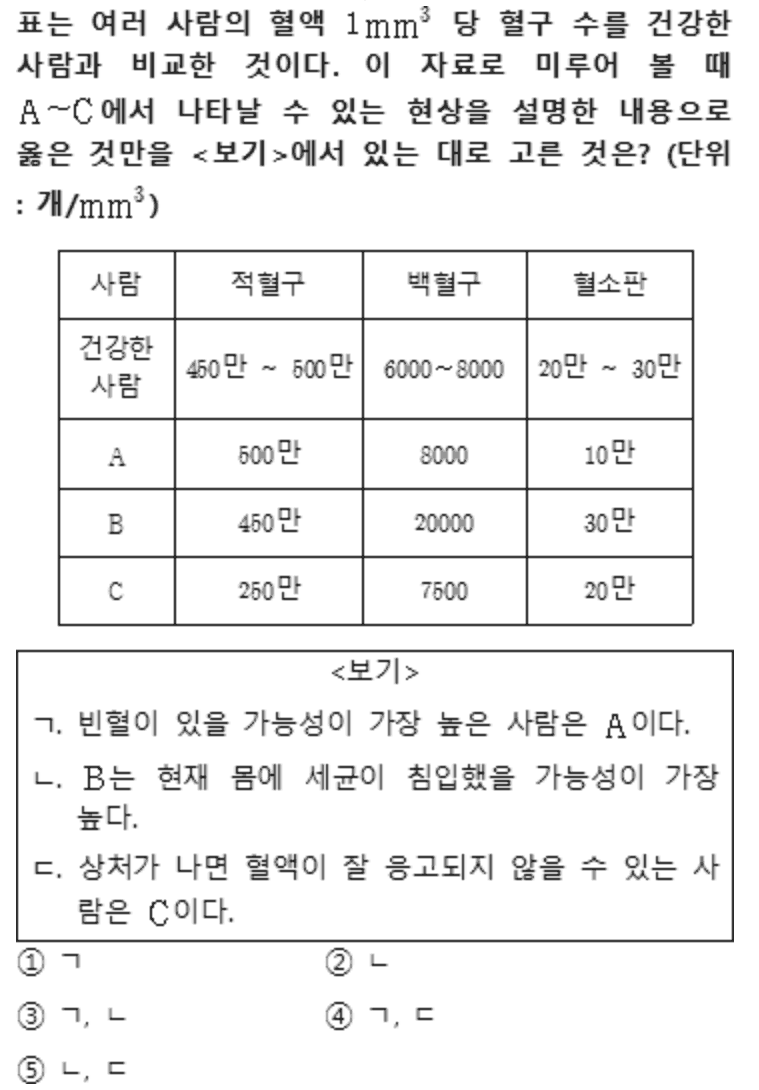 표는 여러 사람의 혈액 1mm³ 당 혈구 수를 건강한
사람과 비교한 것이다. 이 자료로 미루어 볼 때
A~C에서 나타날 수 있는 현상을 설명한 내용으로
옳은 것만을 <보기>에서 있는 대로 고른 것은? (단위
: 개/mm³)
사람 적혈구 백혈구 혈소판
건강한 사람 450만 ~ 500만 6000~8000 20만 ~ 30만
A 500만 8000 10만
B 450만 20000 30만
C 250만 7500 20만
<보기>
ㄱ. 빈혈이 있을 가능성이 가장 높은 사람은 A이다.
ㄴ. B는 현재 몸에 세균이 침입했을 가능성이 가장
높다.
ㄷ. 상처가 나면 혈액이 잘 응고되지 않을 수 있는 사
람은 C이다.
① ㄱ ② ㄴ
③ ㄱ, ㄴ ④ ㄱ, ㄷ
⑤ ㄴ, ㄷ